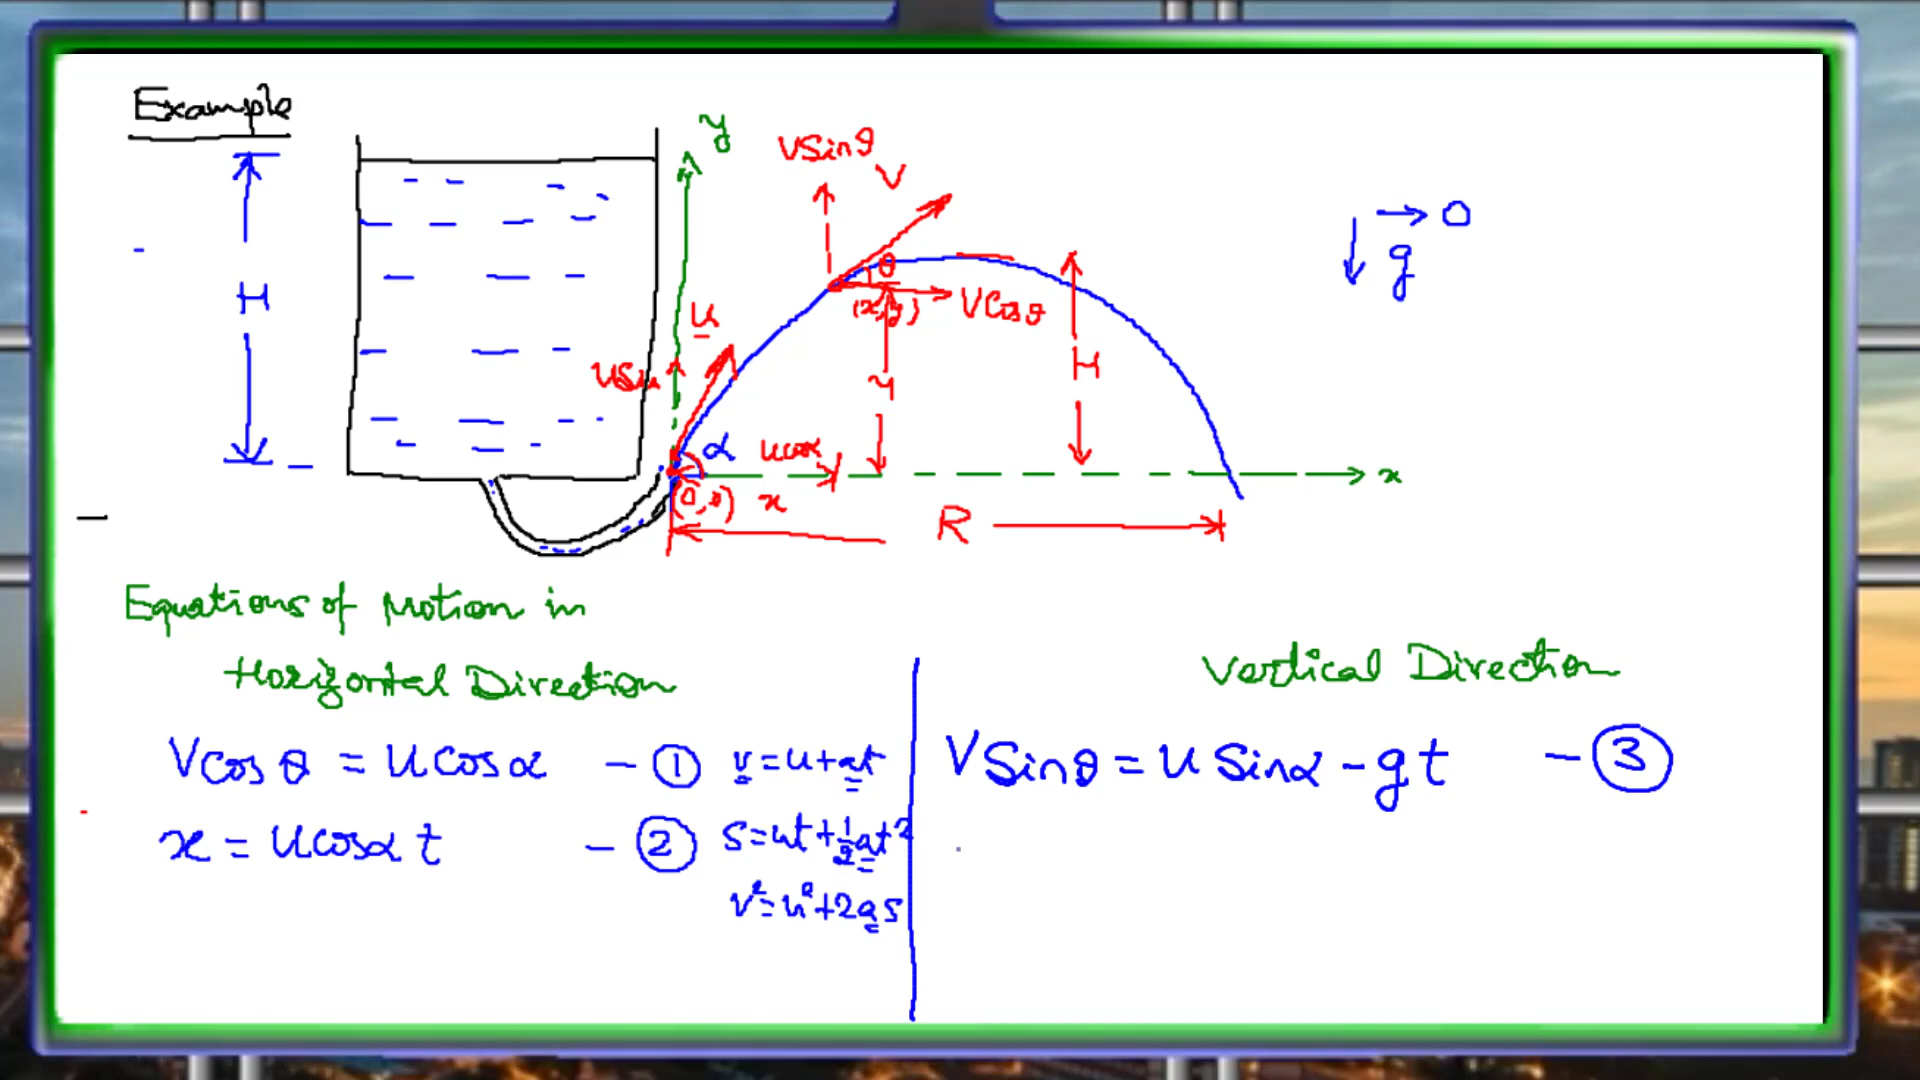 Example
y
VSinθ
V
→ 0
g
H
θ
(x,y)
VCosθ
u
H
y
α
ucosα
x
(0,0)
x
R
Equations of Motion in
Horizontal Direction
Vertical Direction
VCosθ = UCosα - ① v = u + at
VSinθ = u Sinα - gt - ③
x = Ucosα t - ② S = ut + ½at²
v² = u² + 2as